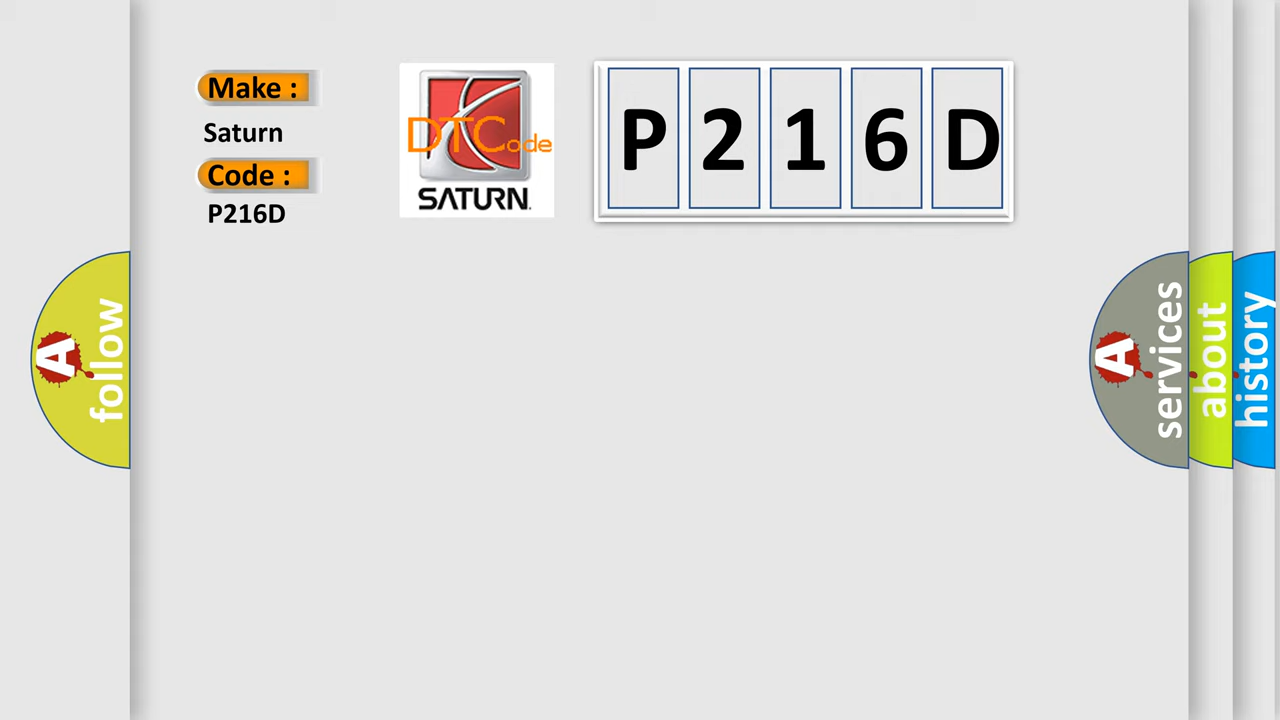 Make :
Saturn
Code :
P216D
DTCode
SATURN.
P 2 1 6 D
A
follow
A
services
about
history